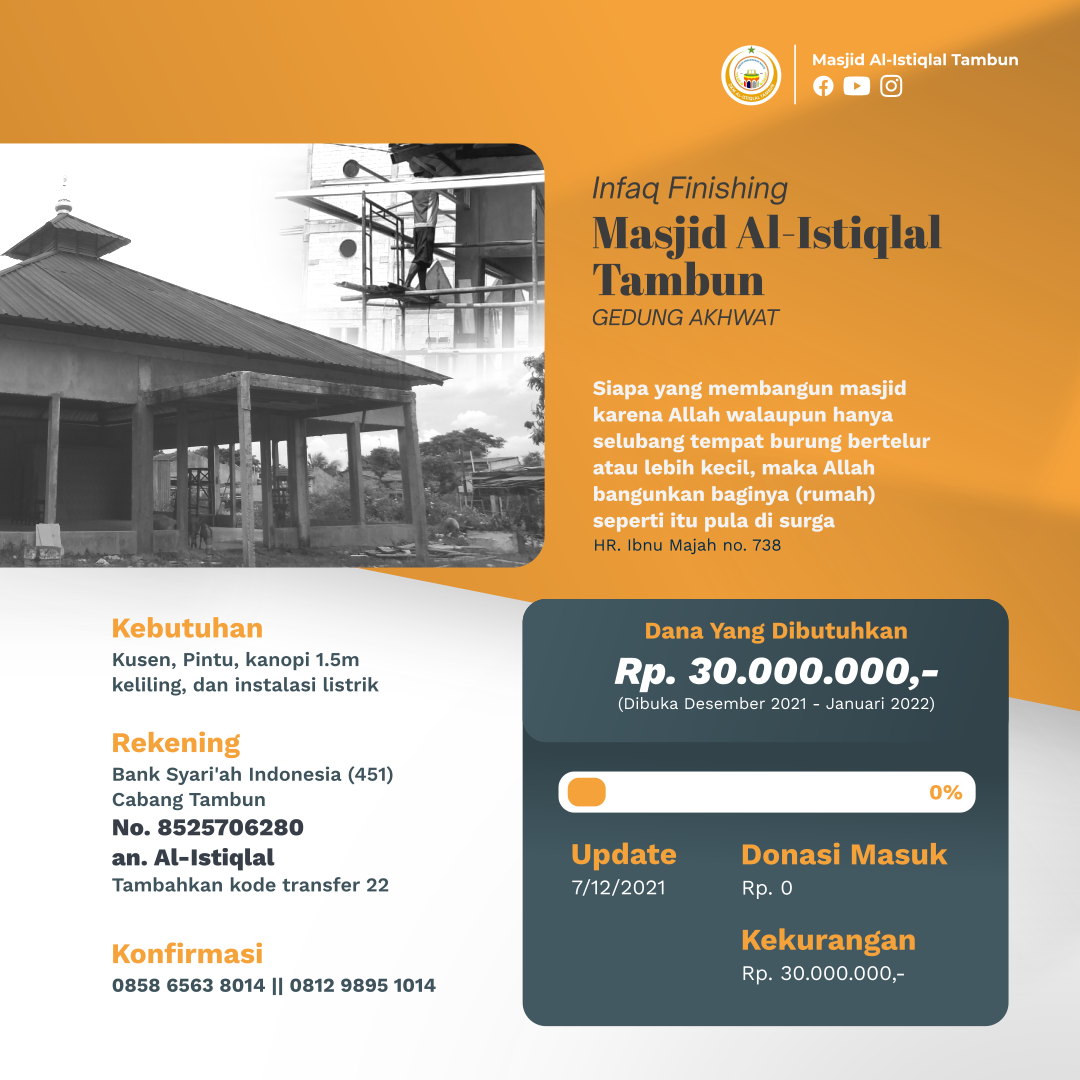 Masjid Al-Istiqlal Tambun
Infaq Finishing
Masjid Al-Istiqlal
Tambun
GEDUNG AKHWAT
Siapa yang membangun masjid
karena Allah walaupun hanya
selubang tempat burung bertelur
atau lebih kecil, maka Allah
bangunkan baginya (rumah)
seperti itu pula di surga
HR. Ibnu Majah no. 738
Kebutuhan
Kusen, Pintu, kanopi 1.5m
keliling, dan instalasi listrik
Rekening
Bank Syari'ah Indonesia (451)
Cabang Tambun
No. 8525706280
an. Al-Istiqlal
Tambahkan kode transfer 22
Konfirmasi
0858 6563 8014 || 0812 9895 1014
Dana Yang Dibutuhkan
Rp. 30.000.000,-
(Dibuka Desember 2021 - Januari 2022)
0%
Update
7/12/2021
Donasi Masuk
Rp. 0
Kekurangan
Rp. 30.000.000,-